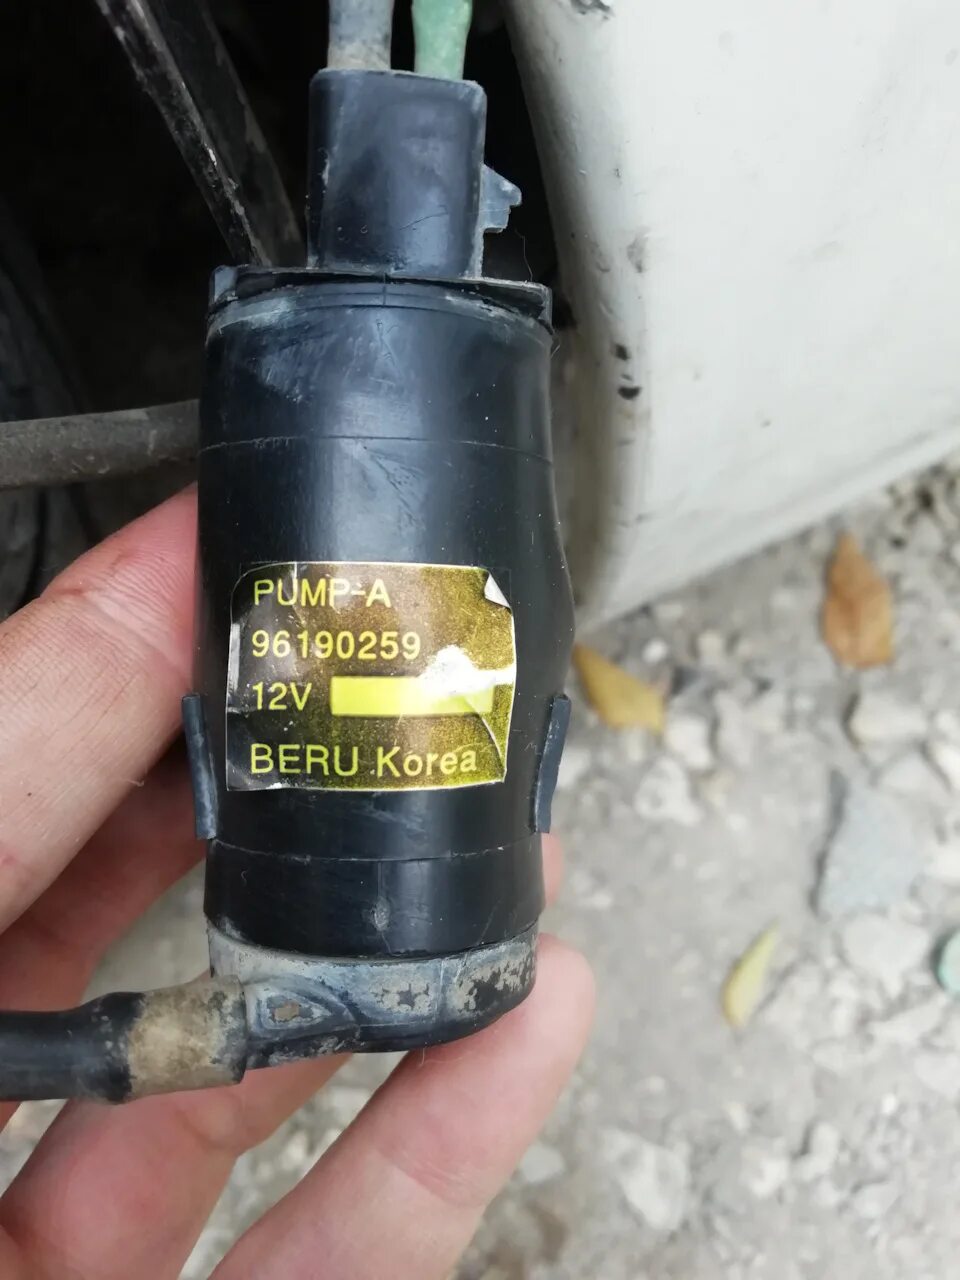 PUMP-A
96190259
12V
BERU Korea